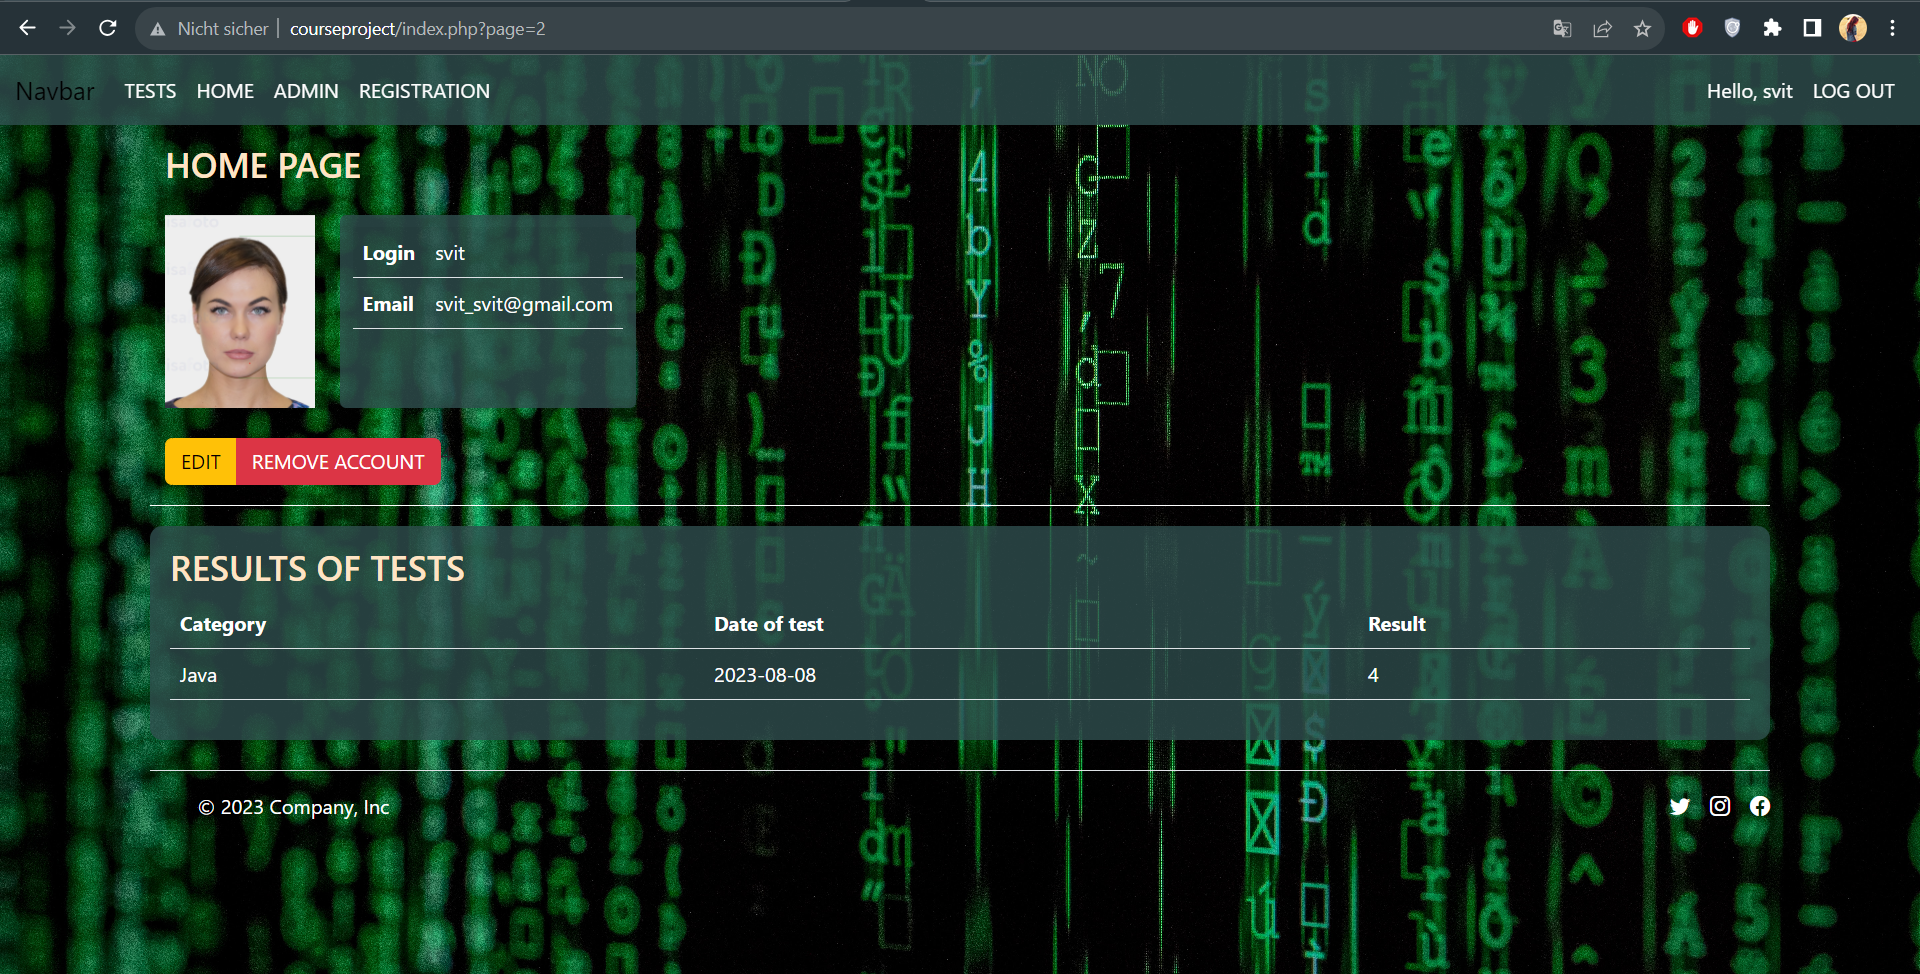 Nicht sicher | courseproject/index.php?page=2
Navbar TESTS HOME ADMIN REGISTRATION Hello, svit LOG OUT
HOME PAGE
Login svit
Email svit_svit@gmail.com
EDIT REMOVE ACCOUNT
RESULTS OF TESTS
Category Date of test Result
Java 2023-08-08 4
© 2023 Company, Inc